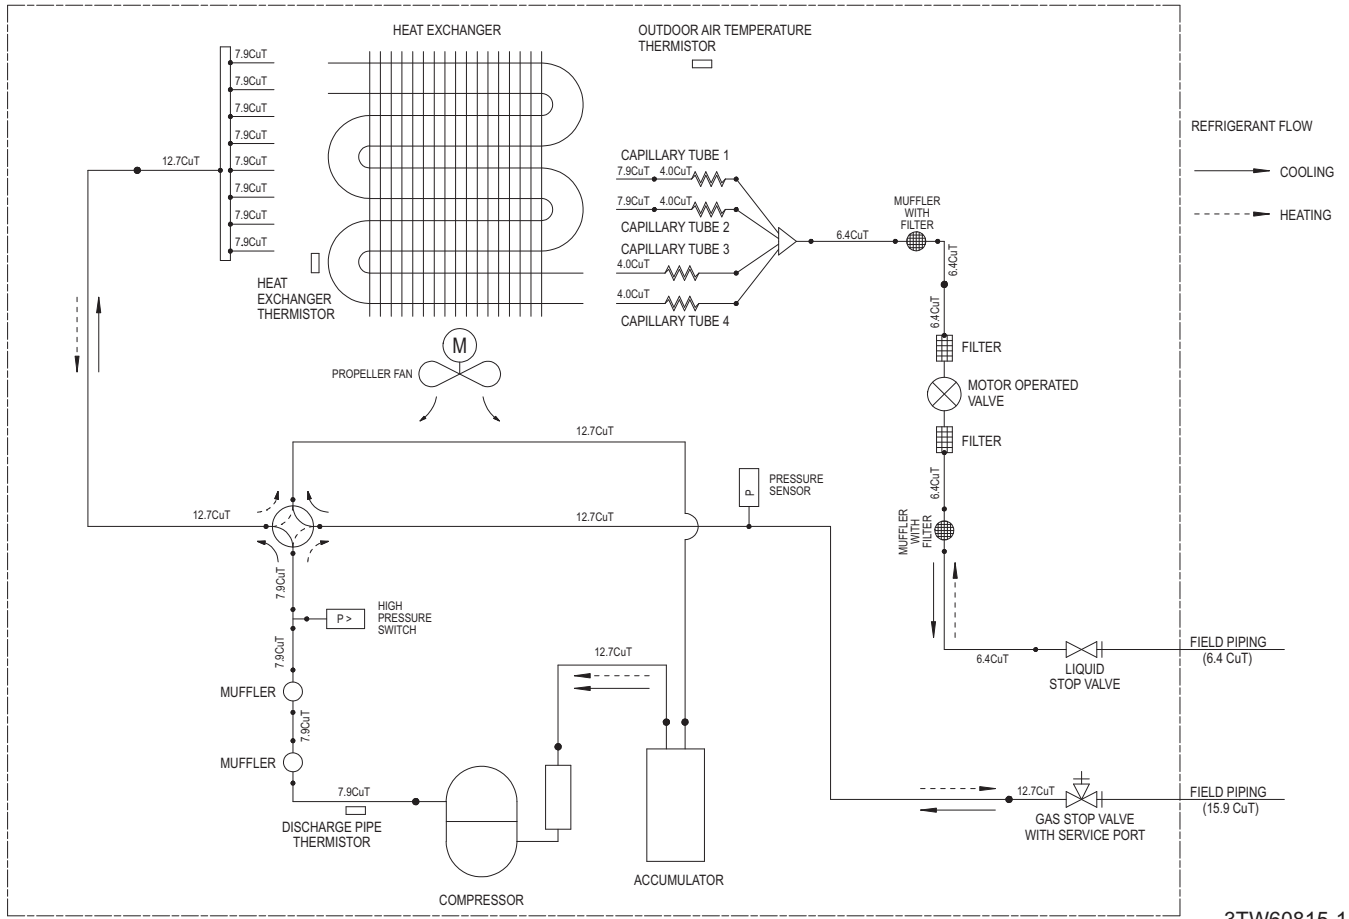 HEAT EXCHANGER
OUTDOOR AIR TEMPERATURE
THERMISTOR
7.9CuT
7.9CuT
7.9CuT
7.9CuT
7.9CuT
7.9CuT
7.9CuT
7.9CuT
12.7CuT
HEAT
EXCHANGER
THERMISTOR
CAPILLARY TUBE 1
7.9CuT
4.0CuT
7.9CuT
4.0CuT
CAPILLARY TUBE 2
CAPILLARY TUBE 3
4.0CuT
4.0CuT
CAPILLARY TUBE 4
6.4CuT
MUFFLER
WITH
FILTER
6.4CuT
6.4CuT
FILTER
MOTOR OPERATED
VALVE
FILTER
6.4CuT
MUFFLER
WITH
FILTER
REFRIGERANT FLOW
COOLING
HEATING
M
PROPELLER FAN
12.7CuT
P
PRESSURE
SENSOR
12.7CuT
12.7CuT
7.9CuT
P >
HIGH
PRESSURE
SWITCH
7.9CuT
MUFFLER
7.9CuT
MUFFLER
7.9CuT
DISCHARGE PIPE
THERMISTOR
12.7CuT
COMPRESSOR
ACCUMULATOR
6.4CuT
LIQUID
STOP VALVE
FIELD PIPING
(6.4 CuT)
12.7CuT
GAS STOP VALVE
WITH SERVICE PORT
FIELD PIPING
(15.9 CuT)